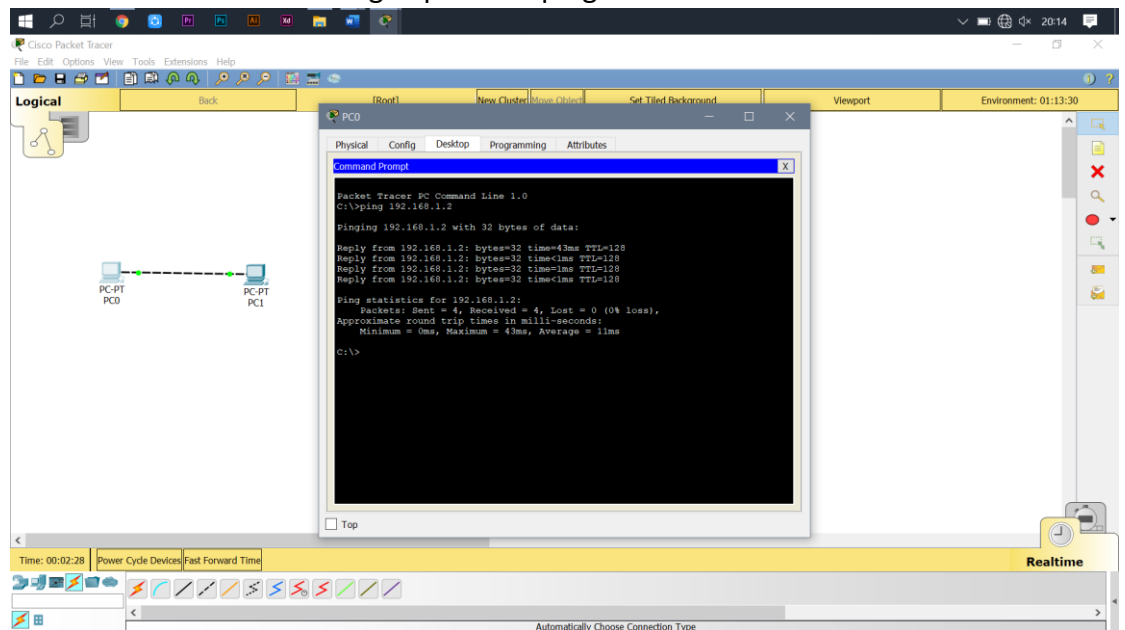 Pr Ps Ai Xd 20:14
Cisco Packet Tracer
File Edit Options View Tools Extensions Help
Logical Back [Root] New Cluster Move Object Set Tiled Background Viewport Environment: 01:13:30
PC0
Physical Config Desktop Programming Attributes
Command Prompt X
Packet Tracer PC Command Line 1.0
C:\>ping 192.168.1.2
Pinging 192.168.1.2 with 32 bytes of data:
Reply from 192.168.1.2: bytes=32 time=43ms TTL=128
Reply from 192.168.1.2: bytes=32 time<1ms TTL=128
Reply from 192.168.1.2: bytes=32 time=1ms TTL=128
Reply from 192.168.1.2: bytes=32 time<1ms TTL=128
Ping statistics for 192.168.1.2:
Packets: Sent = 4, Received = 4, Lost = 0 (0% loss),
Approximate round trip times in milli-seconds:
Minimum = 0ms, Maximum = 43ms, Average = 11ms
C:\>
PC-PT
PC0
PC-PT
PC1
Top
Time: 00:02:28 Power Cycle Devices Fast Forward Time Realtime
Automatically Choose Connection Type